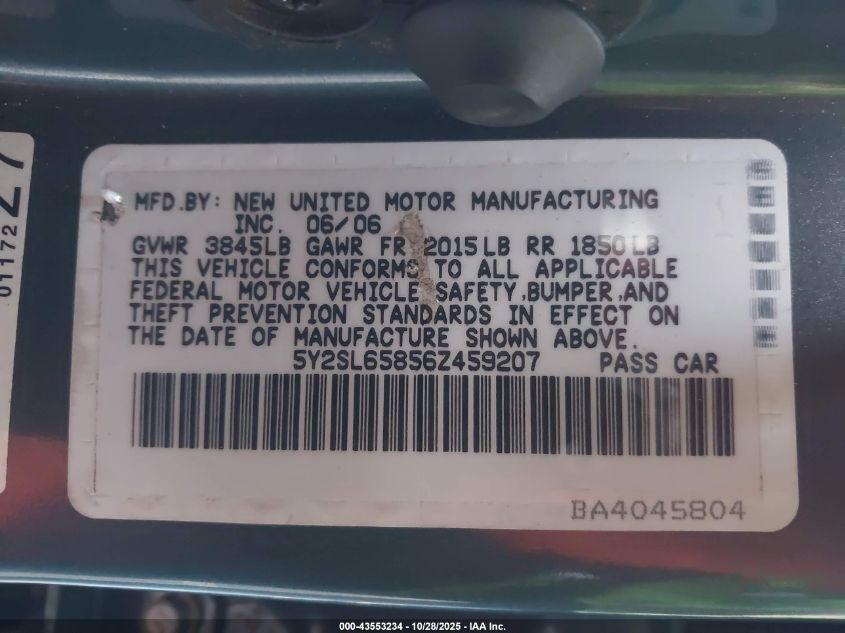 MFD.BY: NEW UNITED MOTOR MANUFACTURING
INC. 06/06
GVWR 3845LB GAWR FR 2015LB RR 1850LB
THIS VEHICLE CONFORMS TO ALL APPLICABLE
FEDERAL MOTOR VEHICLE SAFETY,BUMPER,AND
THEFT PREVENTION STANDARDS IN EFFECT ON
THE DATE OF MANUFACTURE SHOWN ABOVE.
5Y2SL65856Z459207 PASS CAR
BA4045804
01172
27
000-43553234 - 10/28/2025 - IAA Inc.